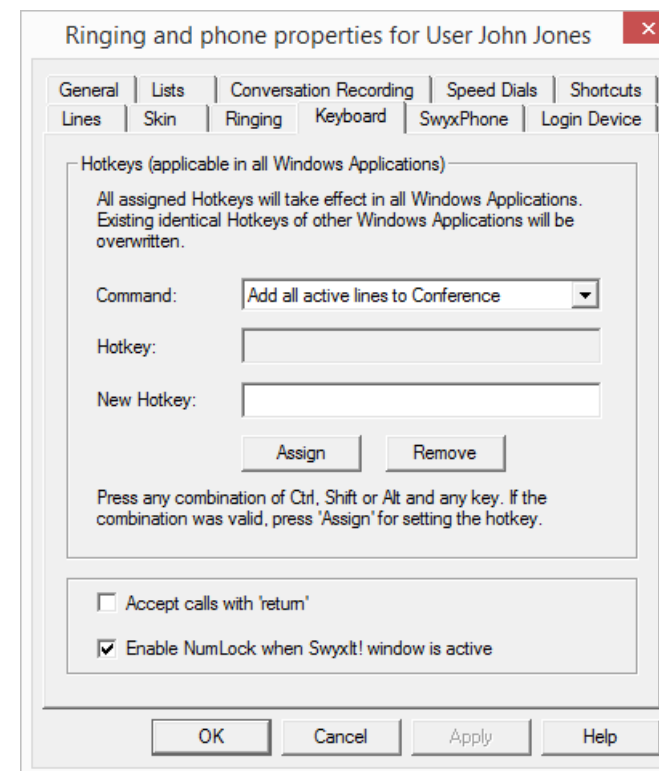 Ringing and phone properties for User John Jones
General Lists Conversation Recording Speed Dials Shortcuts
Lines Skin Ringing Keyboard SwyxPhone Login Device
Hotkeys (applicable in all Windows Applications)
All assigned Hotkeys will take effect in all Windows Applications.
Existing identical Hotkeys of other Windows Applications will be
overwritten.
Command: Add all active lines to Conference
Hotkey:
New Hotkey:
Assign Remove
Press any combination of Ctrl, Shift or Alt and any key. If the
combination was valid, press 'Assign' for setting the hotkey.
Accept calls with 'return'
Enable NumLock when SwyxIt! window is active
OK Cancel Apply Help